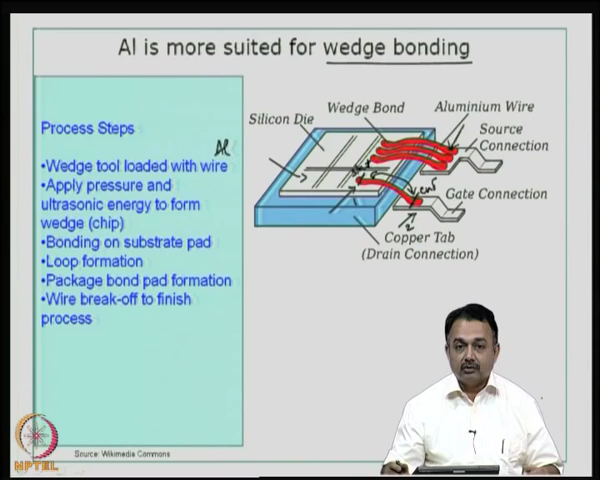 Al is more suited for wedge bonding
Process Steps
Al
•Wedge tool loaded with wire
•Apply pressure and
ultrasonic energy to form
wedge (chip)
•Bonding on substrate pad
•Loop formation
•Package bond pad formation
•Wire break-off to finish
process
Silicon Die
Wedge Bond
Aluminium Wire
Source
Connection
Gate Connection
Copper Tab
(Drain Connection)
1
2
end
NPTEL
Source: Wikimedia Commons